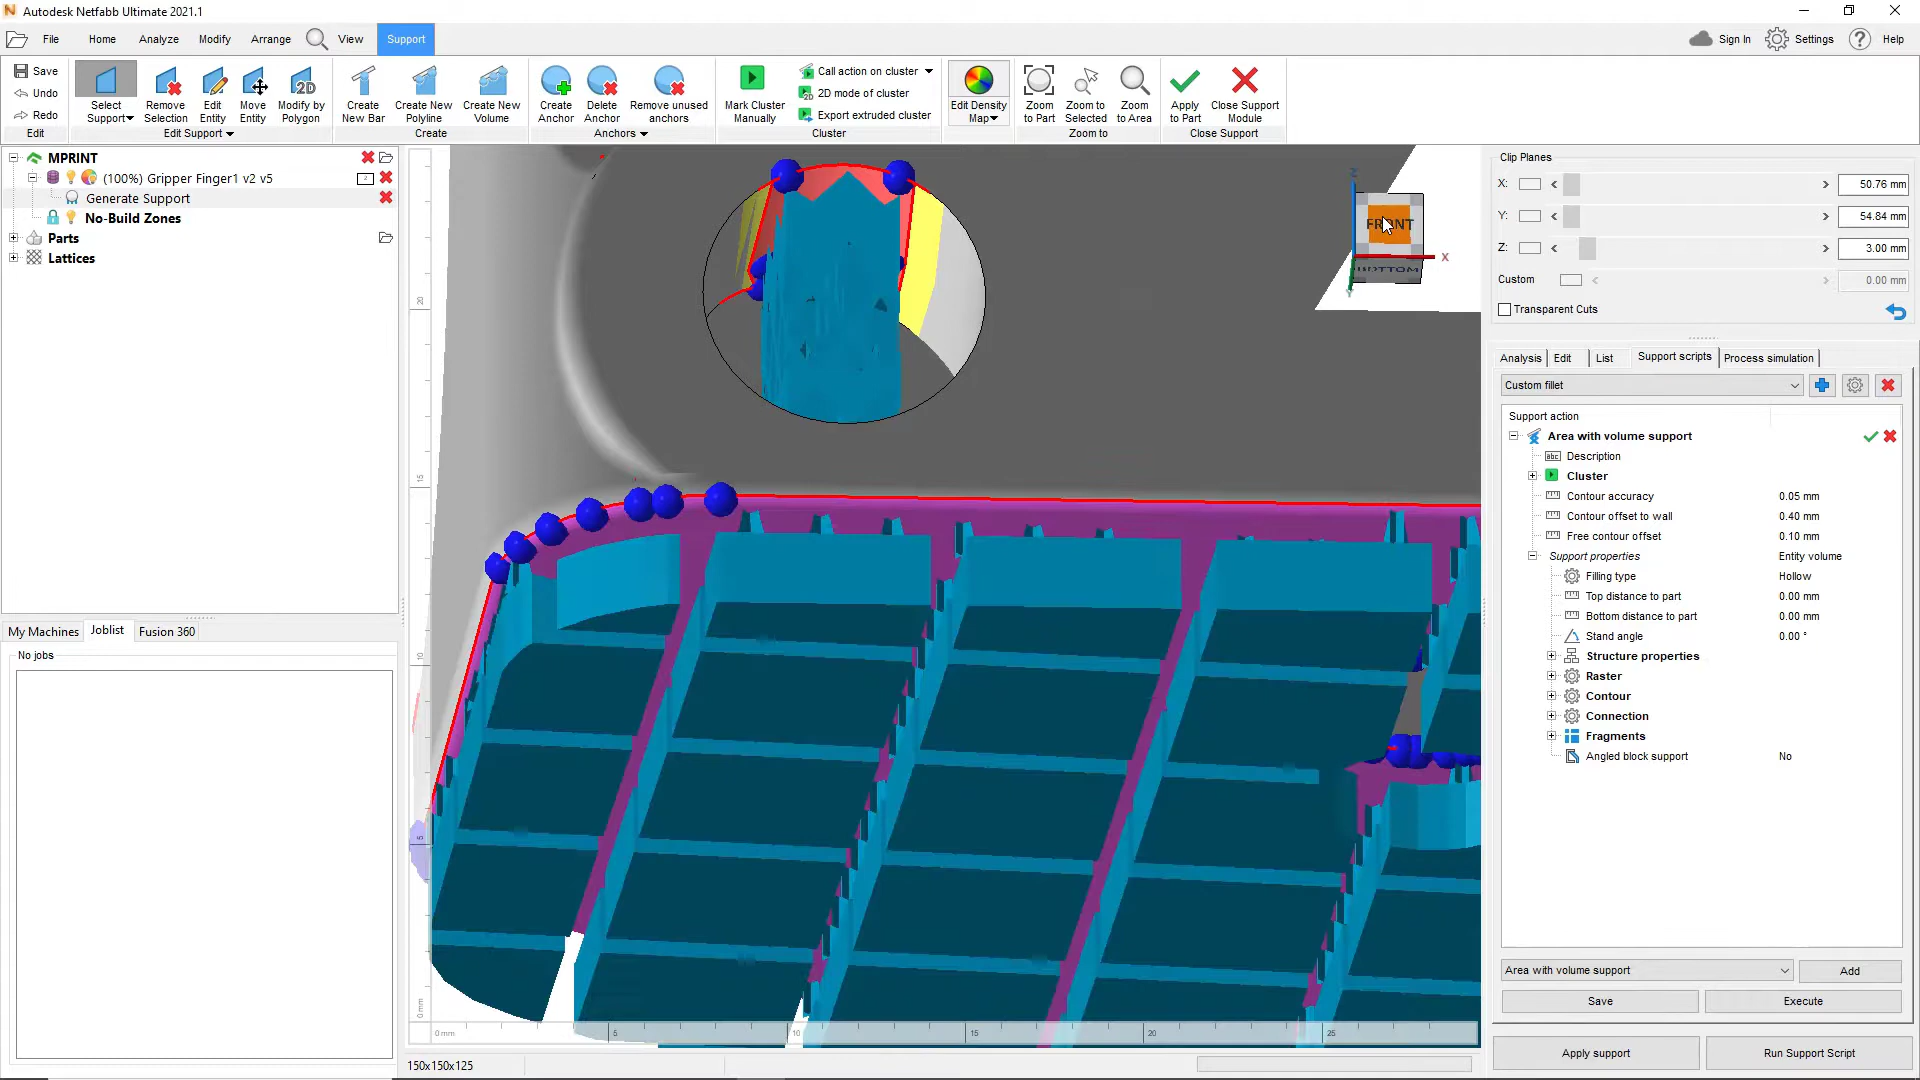 Autodesk Netfabb Ultimate 2021.1
File Home Analyze Modify Arrange View Support Sign In Settings Help
Save
Undo
Redo
Edit
Select Support
Remove Selection
Edit Entity
Move Entity
2D
Modify by Polygon
Edit Support
Create New Bar
Create New Polyline
Create New Volume
Create
Create Anchor
Delete Anchor
Remove unused anchors
Anchors
Mark Cluster Manually
Call action on cluster
2D mode of cluster
Export extruded cluster
Cluster
Edit Density Map
Zoom to Part
Zoom to Selected
Zoom to Area
Zoom to
Apply to Part
Close Support Module
Close Support
MPRINT
(100%) Gripper Finger1 v2 v5
Generate Support
No-Build Zones
Parts
Lattices
My Machines Joblist Fusion 360
No jobs
20
15
10
5
0 mm
0 mm 5 10 15 20 25
Z
FRONT
X
BOTTOM
Y
150x150x125
Clip Planes
X: < > 50.76 mm
Y: < > 54.84 mm
Z: < > 3.00 mm
Custom < > 0.00 mm
Transparent Cuts
Analysis Edit List Support scripts Process simulation
Custom fillet
Support action
Area with volume support
abc Description
Cluster
Contour accuracy 0.05 mm
Contour offset to wall 0.40 mm
Free contour offset 0.10 mm
Support properties Entity volume
Filling type Hollow
Top distance to part 0.00 mm
Bottom distance to part 0.00 mm
Stand angle 0.00 °
Structure properties
Raster
Contour
Connection
Fragments
Angled block support No
Area with volume support Add
Save Execute
Apply support Run Support Script